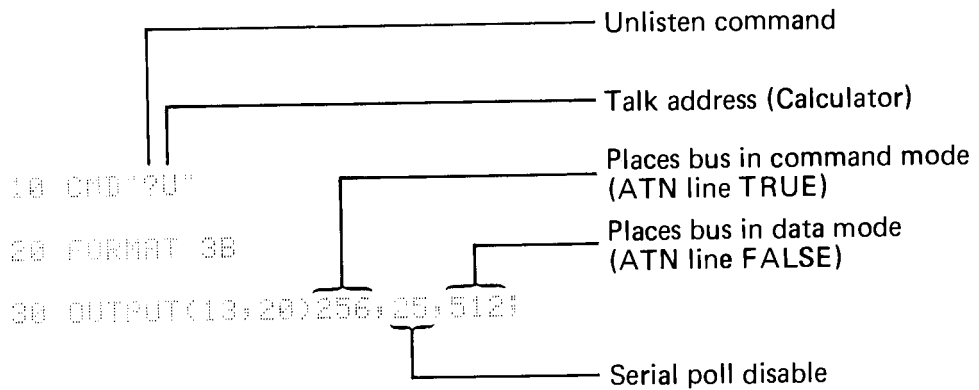 Unlisten command
Talk address (Calculator)
10 CMD"?U"
Places bus in command mode
(ATN line TRUE)
20 FORMAT 3B
Places bus in data mode
(ATN line FALSE)
30 OUTPUT(13,20)256,25,512;
Serial poll disable